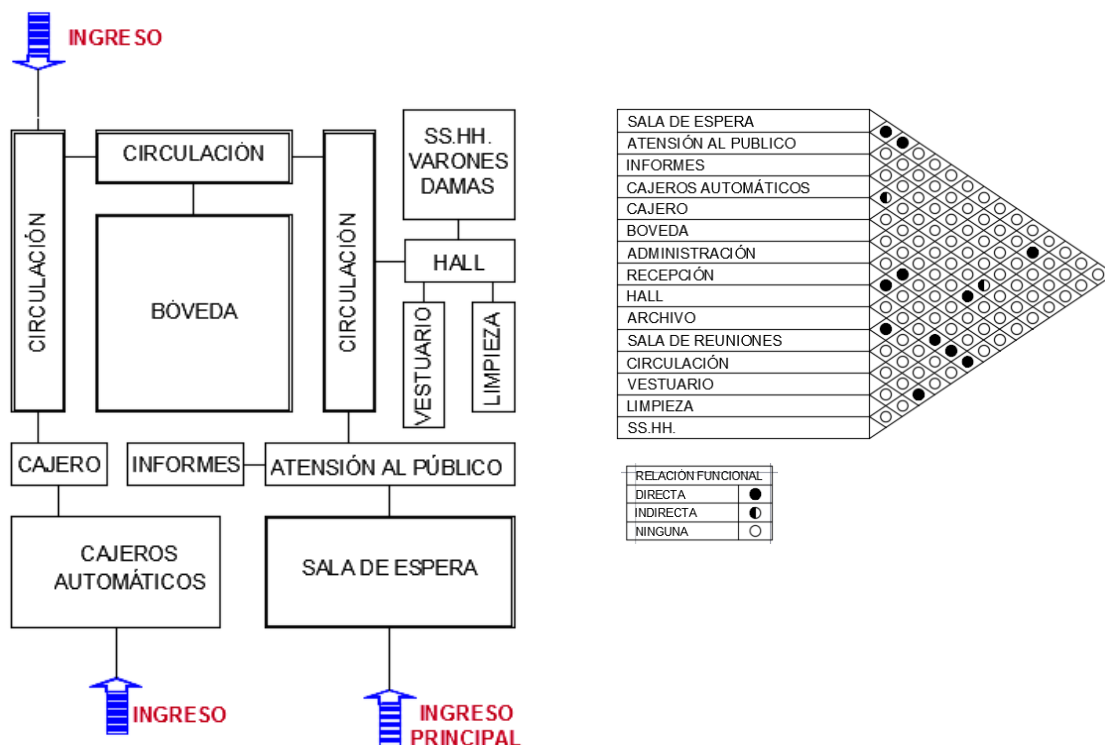 INGRESO
CIRCULACIÓN
CIRCULACIÓN
CIRCULACIÓN
SS.HH.
VARONES
DAMAS
HALL
BÓVEDA
VESTUARIO
LIMPIEZA
CAJERO
INFORMES
ATENSIÓN AL PÚBLICO
CAJEROS
AUTOMÁTICOS
SALA DE ESPERA
INGRESO
INGRESO
PRINCIPAL
SALA DE ESPERA
ATENSIÓN AL PUBLICO
INFORMES
CAJEROS AUTOMÁTICOS
CAJERO
BOVEDA
ADMINISTRACIÓN
RECEPCIÓN
HALL
ARCHIVO
SALA DE REUNIONES
CIRCULACIÓN
VESTUARIO
LIMPIEZA
SS.HH.
RELACIÓN FUNCIONAL
DIRECTA
INDIRECTA
NINGUNA